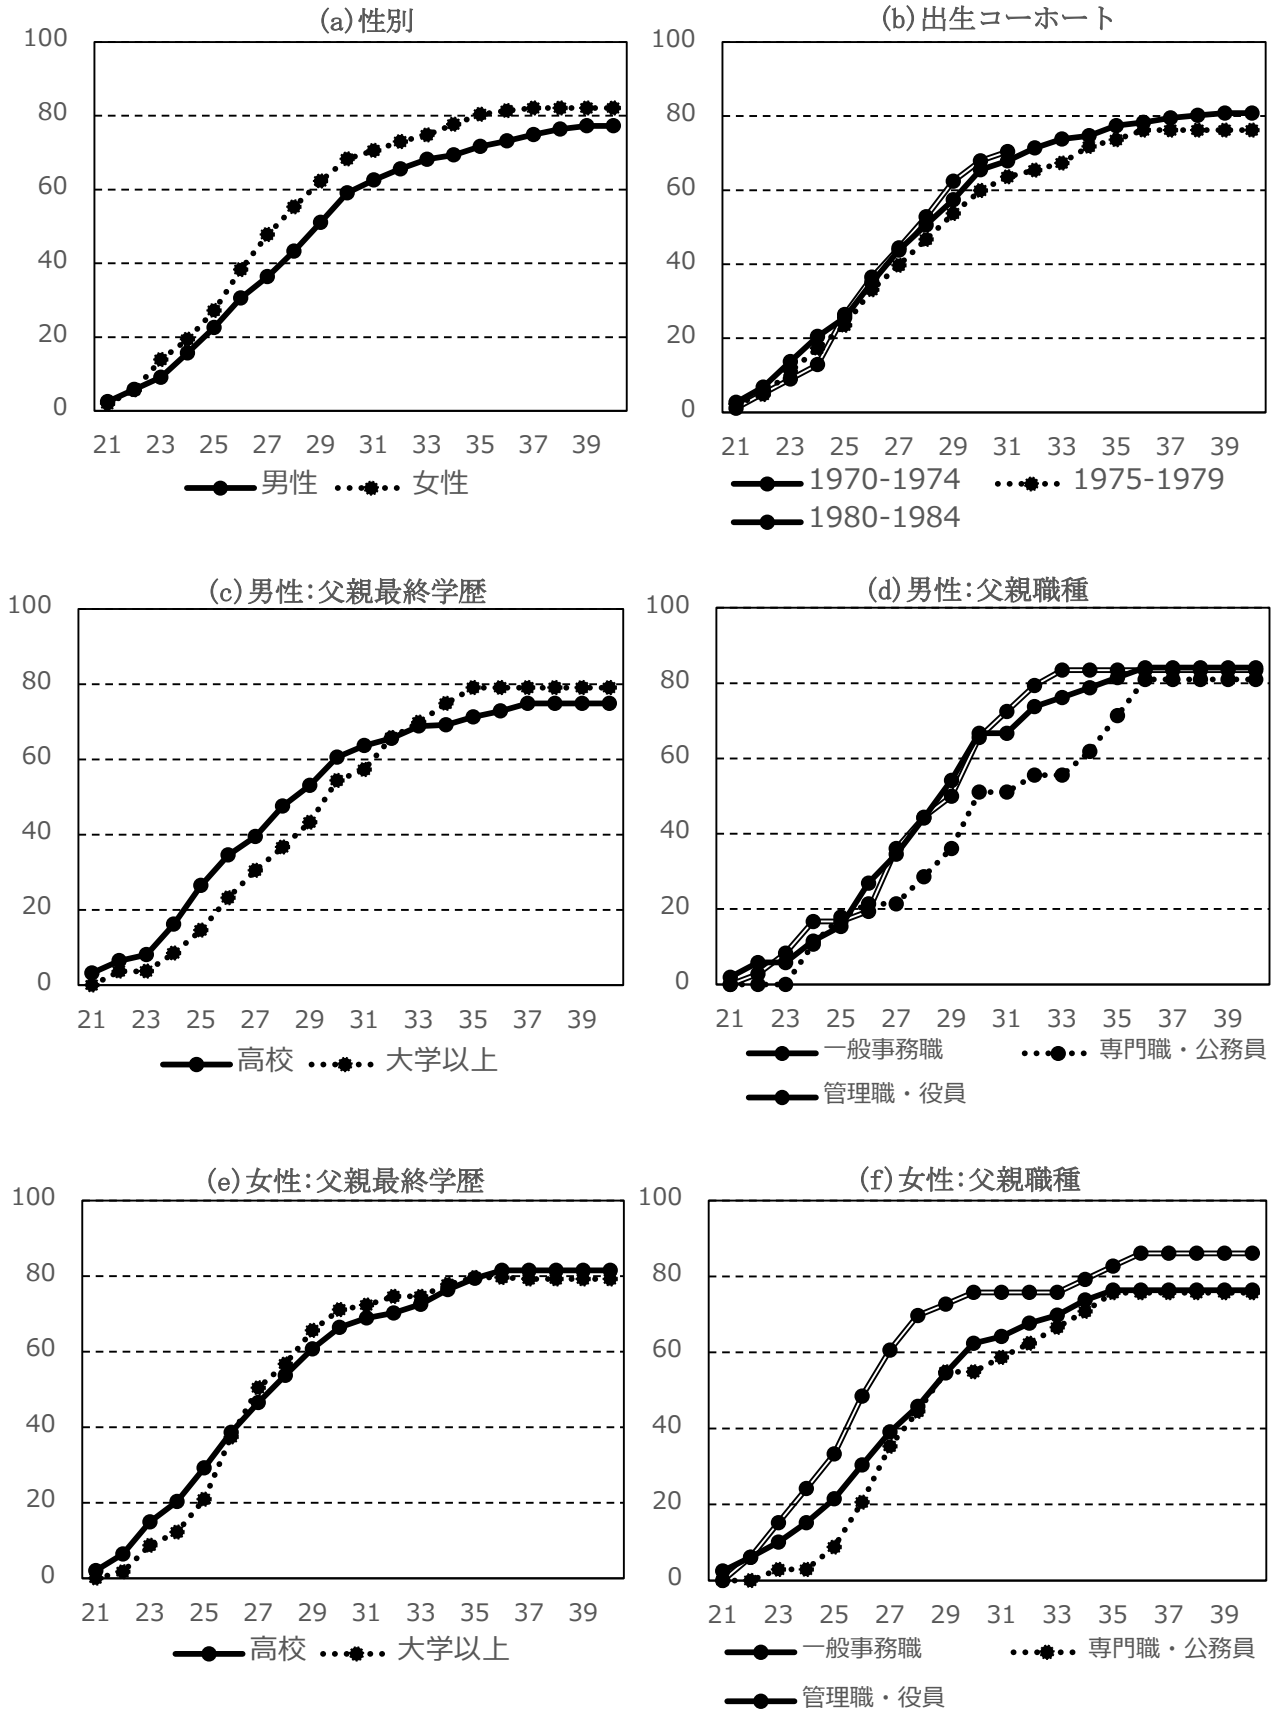 (a)性別
100
80
60
40
20
0
21 23 25 27 29 31 33 35 37 39
男性 女性
(b)出生コーホート
100
80
60
40
20
0
21 23 25 27 29 31 33 35 37 39
1970-1974 1975-1979
1980-1984
(c)男性:父親最終学歴
100
80
60
40
20
0
21 23 25 27 29 31 33 35 37 39
高校 大学以上
(d)男性:父親職種
100
80
60
40
20
0
21 23 25 27 29 31 33 35 37 39
一般事務職 専門職・公務員
管理職・役員
(e)女性:父親最終学歴
100
80
60
40
20
0
21 23 25 27 29 31 33 35 37 39
高校 大学以上
(f)女性:父親職種
100
80
60
40
20
0
21 23 25 27 29 31 33 35 37 39
一般事務職 専門職・公務員
管理職・役員